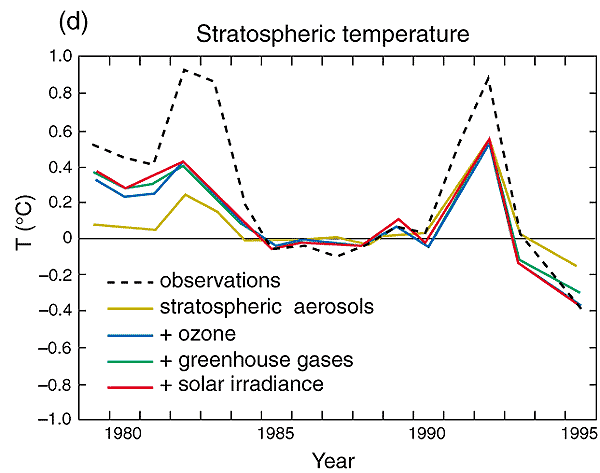 (d)
Stratospheric temperature
1.0
0.8
0.6
0.4
0.2
0
−0.2
−0.4
−0.6
−0.8
−1.0
T (°C)
observations
stratospheric aerosols
+ ozone
+ greenhouse gases
+ solar irradiance
1980 1985 1990 1995
Year